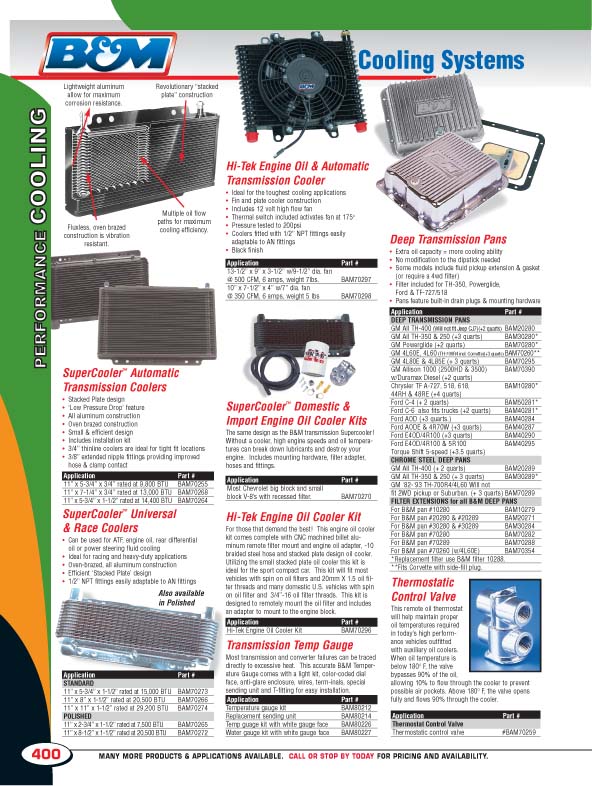 B&M
Cooling Systems
PERFORMANCE COOLING
Lightweight aluminum
allow for maximum
corrosion resistance.
Revolutionary "stacked
plate" construction
Fluxless, oven brazed
construction is vibration
resistant.
Multiple oil flow
paths for maximum
cooling efficiency.
SuperCooler™ Automatic
Transmission Coolers
• Stacked Plate design
• 'Low Pressure Drop' feature
• All aluminum construction
• Oven brazed construction
• Small & efficient design
• Includes installation kit
• 3/4" thinline coolers are ideal for tight fit locations
• 3/8" gated nipple fittings providing improved
hose & clamp contact
Application Part #
11" x 5-3/4" x 3/4" rated at 9,800 BTU BAM70255
11" x 7-1/4" x 3/4" rated at 13,000 BTU BAM70268
11" x 5-3/4" x 1-1/2" rated at 14,400 BTU BAM70264
SuperCooler™ Universal
& Race Coolers
• Can be used for ATF, engine oil, rear differential
oil or power steering fluid cooling
• Ideal for racing and heavy-duty applications
• Oven-brazed, all aluminum construction
• Efficient 'Stacked Plate' design
• 1/2" NPT fittings easily adaptable to AN fittings
Also available
in Polished
Application Part #
STANDARD
11" x 5-3/4" x 1-1/2" rated at 15,000 BTU BAM70273
11" x 8" x 1-1/2" rated at 20,500 BTU BAM70266
11" x 11" x 1-1/2" rated at 29,200 BTU BAM70274
POLISHED
11" x 2-3/4" x 1-1/2" rated at 7,500 BTU BAM70265
11" x 8-1/2" x 1-1/2" rated at 20,500 BTU BAM70272
Hi-Tek Engine Oil & Automatic
Transmission Cooler
• Ideal for the toughest cooling applications
• Fin and plate cooler construction
• Includes 12 volt high flow fan
• Thermal switch included activates fan at 175°
• Pressure tested to 200psi
• Coolers fitted with 1/2" NPT fittings easily
adaptable to AN fittings
• Black finish
Application Part #
13-1/2" x 9" x 3-1/2" w/9-1/2" dia. fan
@ 500 CFM, 6 amps, weight 7lbs. BAM70297
10" x 7-1/2" x 4" w/7" dia. fan
@ 350 CFM, 6 amps, weight 5 lbs BAM70298
SuperCooler™ Domestic &
Import Engine Oil Cooler Kits
The same design as the B&M transmission Supercooler!
Without a cooler, high engine speeds and oil tempera-
tures can break down lubricants and destroy your
engine. Includes mounting hardware, filter adapter,
hoses and fittings.
Application Part #
Most Chevrolet big block and small
block V-8's with recessed filter. BAM70270
Hi-Tek Engine Oil Cooler Kit
For those that demand the best! This engine oil cooler
kit comes complete with CNC machined billet alu-
minum remote filter mount and engine oil adapter, -10
braided steel hose and stacked plate design oil cooler.
Utilizing the small stacked plate oil cooler this kit is
ideal for the sport compact car. This kit will fit most
vehicles with spin on oil filters and 20mm X 1.5 oil fil-
ter threads and many domestic U.S. vehicles with spin
on oil filter and 3/4"-16 oil filter threads. This kit is
designed to remotely mount the oil filter and includes
an adapter to mount to the engine block.
Application Part #
Hi-Tek Engine Oil Cooler Kit BAM70296
Transmission Temp Gauge
Most transmission and converter failures can be traced
directly to excessive heat. This accurate B&M Temper-
ature Gauge comes with a light kit, color-coded dial
face, anti-glare enclosure, wires, term-inals, special
sending unit and T-fitting for easy installation.
Application Part #
Temperature gauge kit BAM80212
Replacement sending unit BAM80214
Temp gauge kit with white gauge face BAM80226
Water gauge kit with white gauge face BAM80227
Deep Transmission Pans
• Extra oil capacity = more cooling ability
• No modification to the dipstick needed
• Some models include fluid pickup extension & gasket
(or require a 4wd filter)
• Filter included for TH-350, Powerglide,
Ford & TF-727/518
• Pans feature built-in drain plugs & mounting hardware
Application Part #
DEEP TRANSMISSION PANS
GM All TH-400 (Will not fit Jeep CJ7)(+2 quarts) BAM20280
GM All TH-350 & 250 (+3 quarts) BAM30280*
GM Powerglide (+2 quarts) BAM70280*
GM 4L60E, 4L60 BAM70260**
GM 4L80E & 4L85E (+ 3 quarts) BAM70295
GM Allison 1000 (2500HD & 3500) BAM70390
w/Duramax Diesel (+2 quarts)
Chrysler TF A-727, 518, 618, BAM10280*
44RH & 48RE (+4 quarts)
Ford C-4 (+ 2 quarts) BAM50281*
Ford C-6 also fits trucks (+2 quarts) BAM40281*
Ford AOD (+3 quarts.) BAM40284
Ford AODE & 4R70W (+3 quarts) BAM40287
Ford E4OD/4R100 (+3 quarts) BAM40290
Ford E4OD/4R100 & 5R100 BAM40295
Torque Shift 5-speed (+3.5 quarts)
CHROME STEEL DEEP PANS
GM All TH-400 (+ 2 quarts) BAM20289
GM All TH-350 & 250 (+ 3 quarts) BAM30289*
GM '82-'93 TH-700R4/4L60 Will not
fit 2WD pickup or Suburban. (+ 3 quarts) BAM70289
FILTER EXTENSIONS for all B&M DEEP PANS
For B&M pan #10280 BAM10279
For B&M pan #20280 & #20289 BAM20271
For B&M pan #30280 & #30289 BAM30284
For B&M pan #70280 BAM70282
For B&M pan #70289 BAM70288
For B&M pan #70260 (w/4L60E) BAM70354
*Replacement filter use B&M filter 10288.
**Fits Corvette with side-fill plug.
Thermostatic
Control Valve
This remote oil thermostat
will help maintain proper
oil temperatures required
in today's high perform-
ance vehicles outfitted
with auxiliary oil coolers.
When oil temperature is
below 180° F, the valve
bypasses 90% of the oil,
allowing 10% to flow through the cooler to prevent
possible air pockets. Above 180° F, the valve opens
fully and flows 90% through the cooler.
Application Part #
Thermostat Control Valve
Thermostatic control valve #BAM70259
400
MANY MORE PRODUCTS & APPLICATIONS AVAILABLE. CALL OR STOP BY TODAY FOR PRICING AND AVAILABILITY.